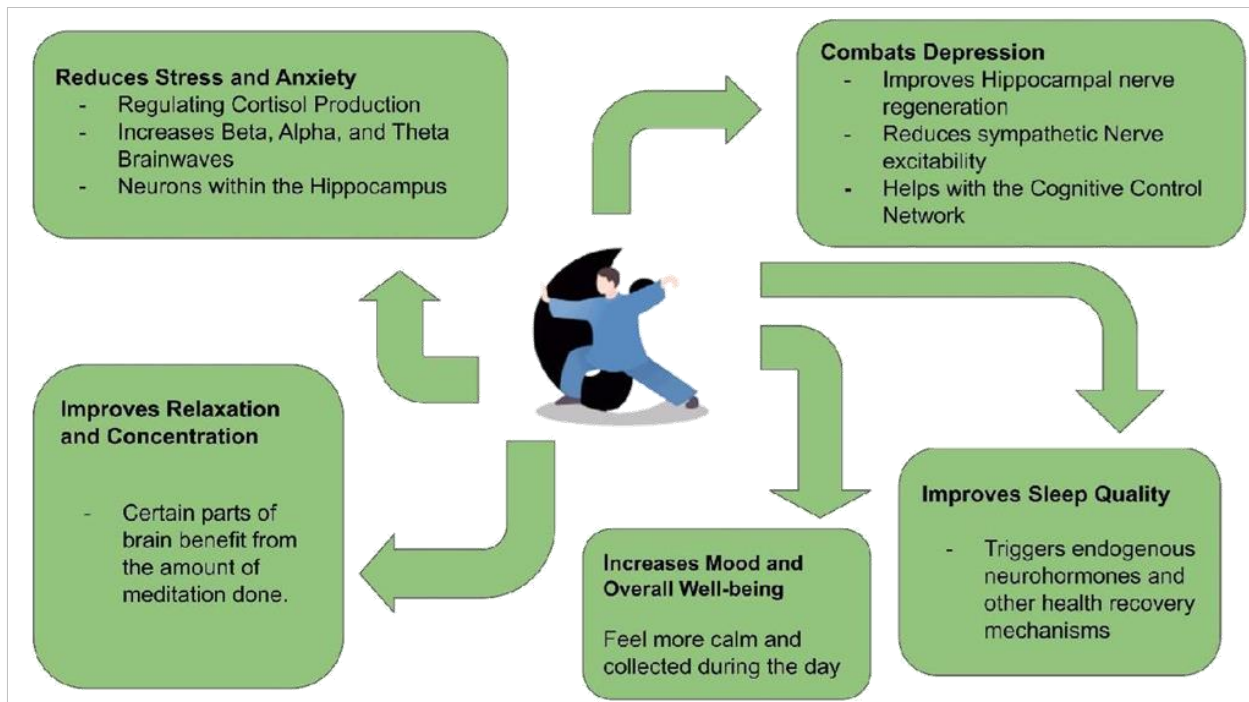 Reduces Stress and Anxiety
- Regulating Cortisol Production
- Increases Beta, Alpha, and Theta
Brainwaves
- Neurons within the Hippocampus
Combats Depression
- Improves Hippocampal nerve
regeneration
- Reduces sympathetic Nerve
excitability
- Helps with the Cognitive Control
Network
Improves Relaxation
and Concentration
- Certain parts of
brain benefit from
the amount of
meditation done.
Increases Mood and
Overall Well-being
Feel more calm and
collected during the day
Improves Sleep Quality
- Triggers endogenous
neurohormones and
other health recovery
mechanisms